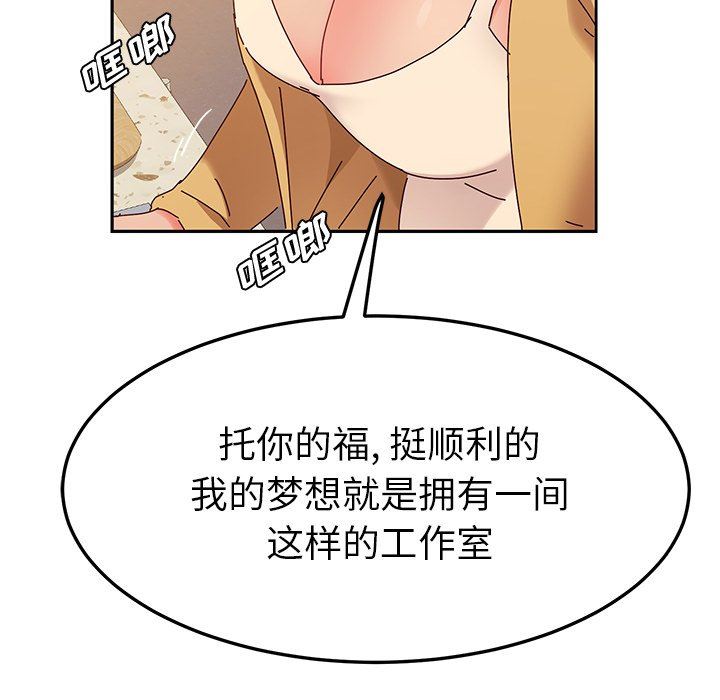 哐啷
哐啷
托你的福, 挺顺利的
我的梦想就是拥有一间
这样的工作室